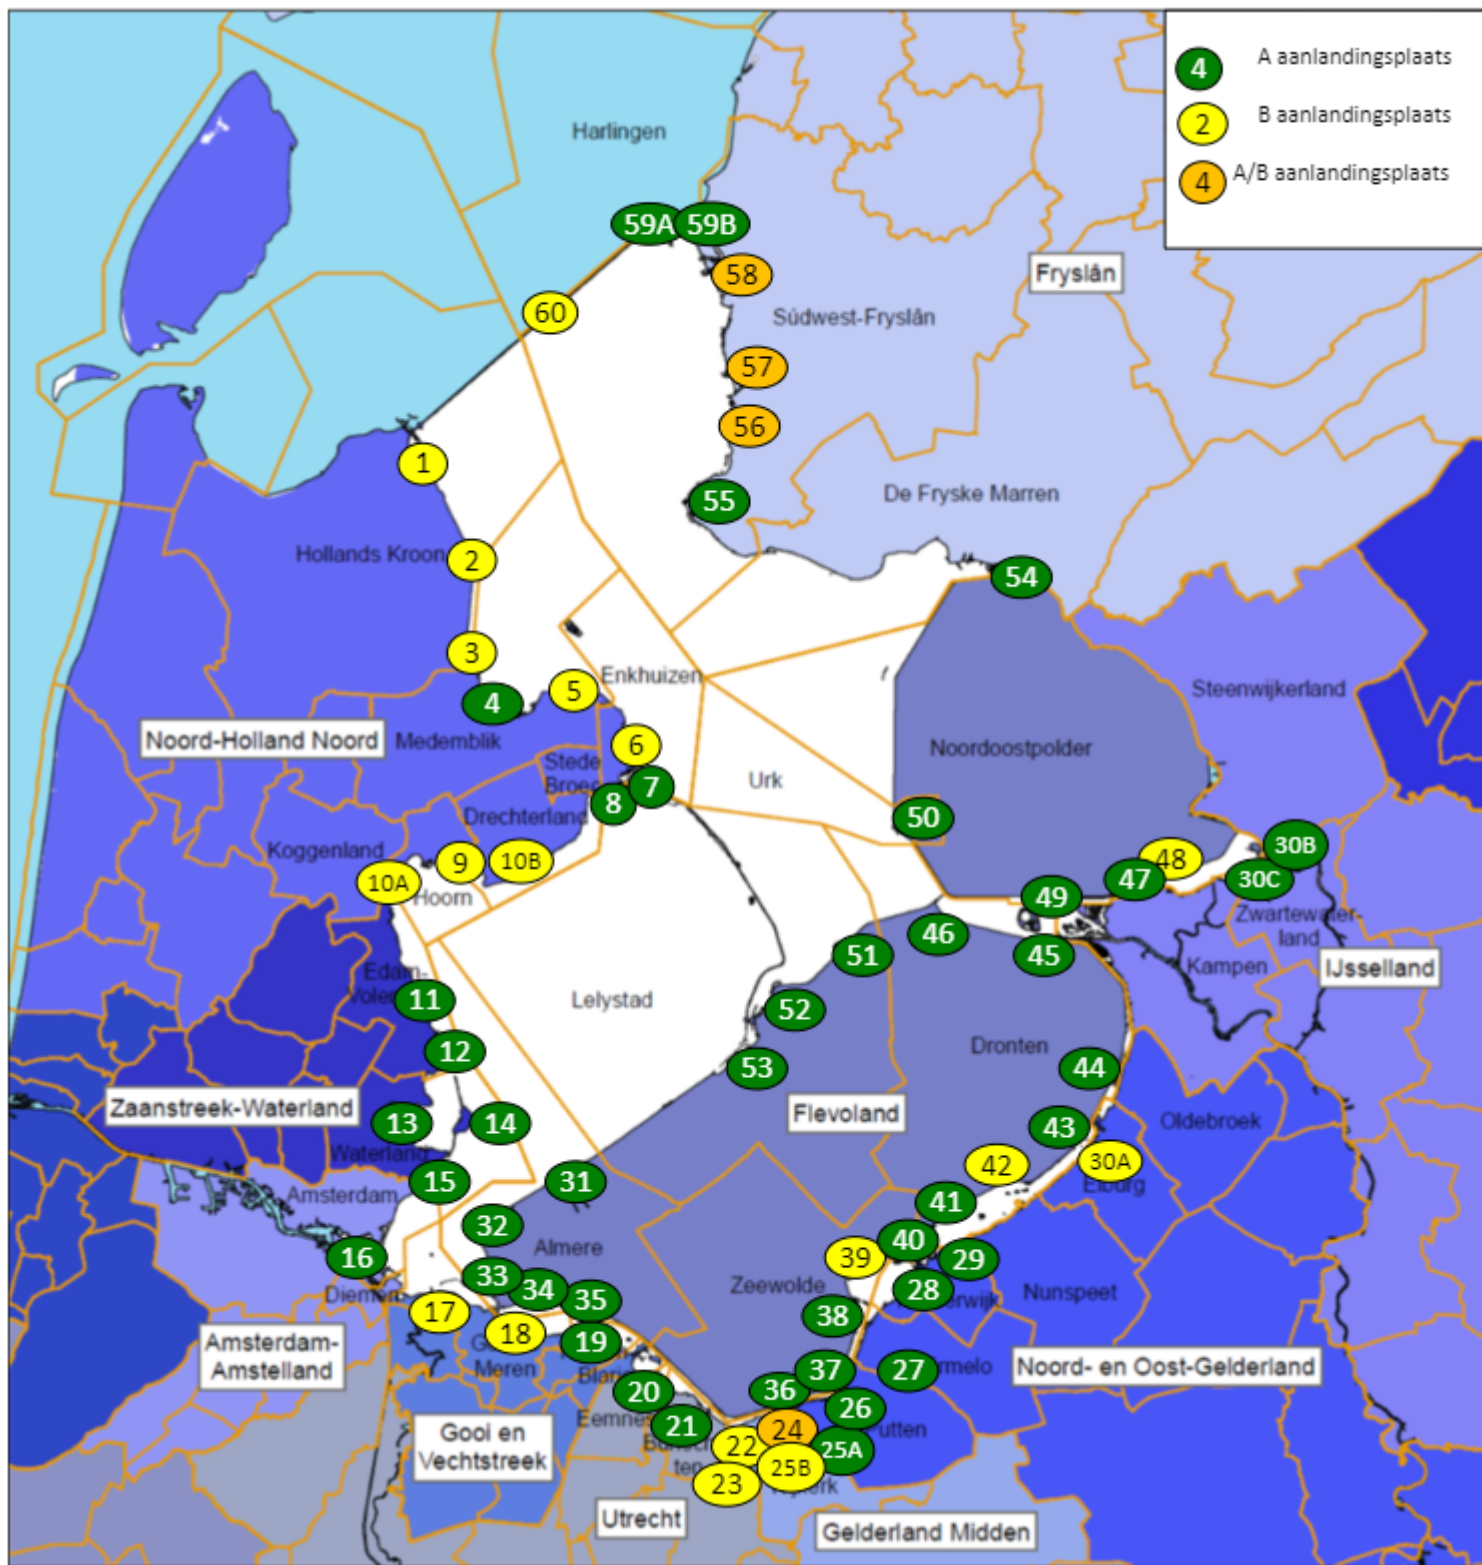 4 A aanlandingsplaats
2 B aanlandingsplaats
4 A/B aanlandingsplaats
Harlingen
59A 59B
58
Fryslân
60
Súdwest-Fryslân
57
56
1
55
De Fryske Marren
Hollands Kroon
2
54
3
Enkhuizen
5
4
Steenwijkerland
Noord-Holland Noord
Medemblik
6
Noordoostpolder
Stede
Broec
Urk
7
8
Drechterland
50
Koggenland
9
10B
48
30B
10A
Hoorn
47
30C
49
Zwartewater-
land
46
51
45
Kampen
IJsselland
Edam-
11
Lelystad
52
12
Dronten
53
44
Zaanstreek-Waterland
Flevoland
13
14
43
Oldebroek
Waterland
42
30A
Elburg
15
31
Amsterdam
41
32
40
Almere
16
39
29
33
34
Zeewolde
28
Nunspeet
Diemen
35
17
38
18
19
Amsterdam-
Amstelland
Meren
37
27
Noord- en Oost-Gelderland
20
36
26
Gooi en
Vechtstreek
21
24
Putten
22
25A
25B
23
Utrecht
Gelderland Midden